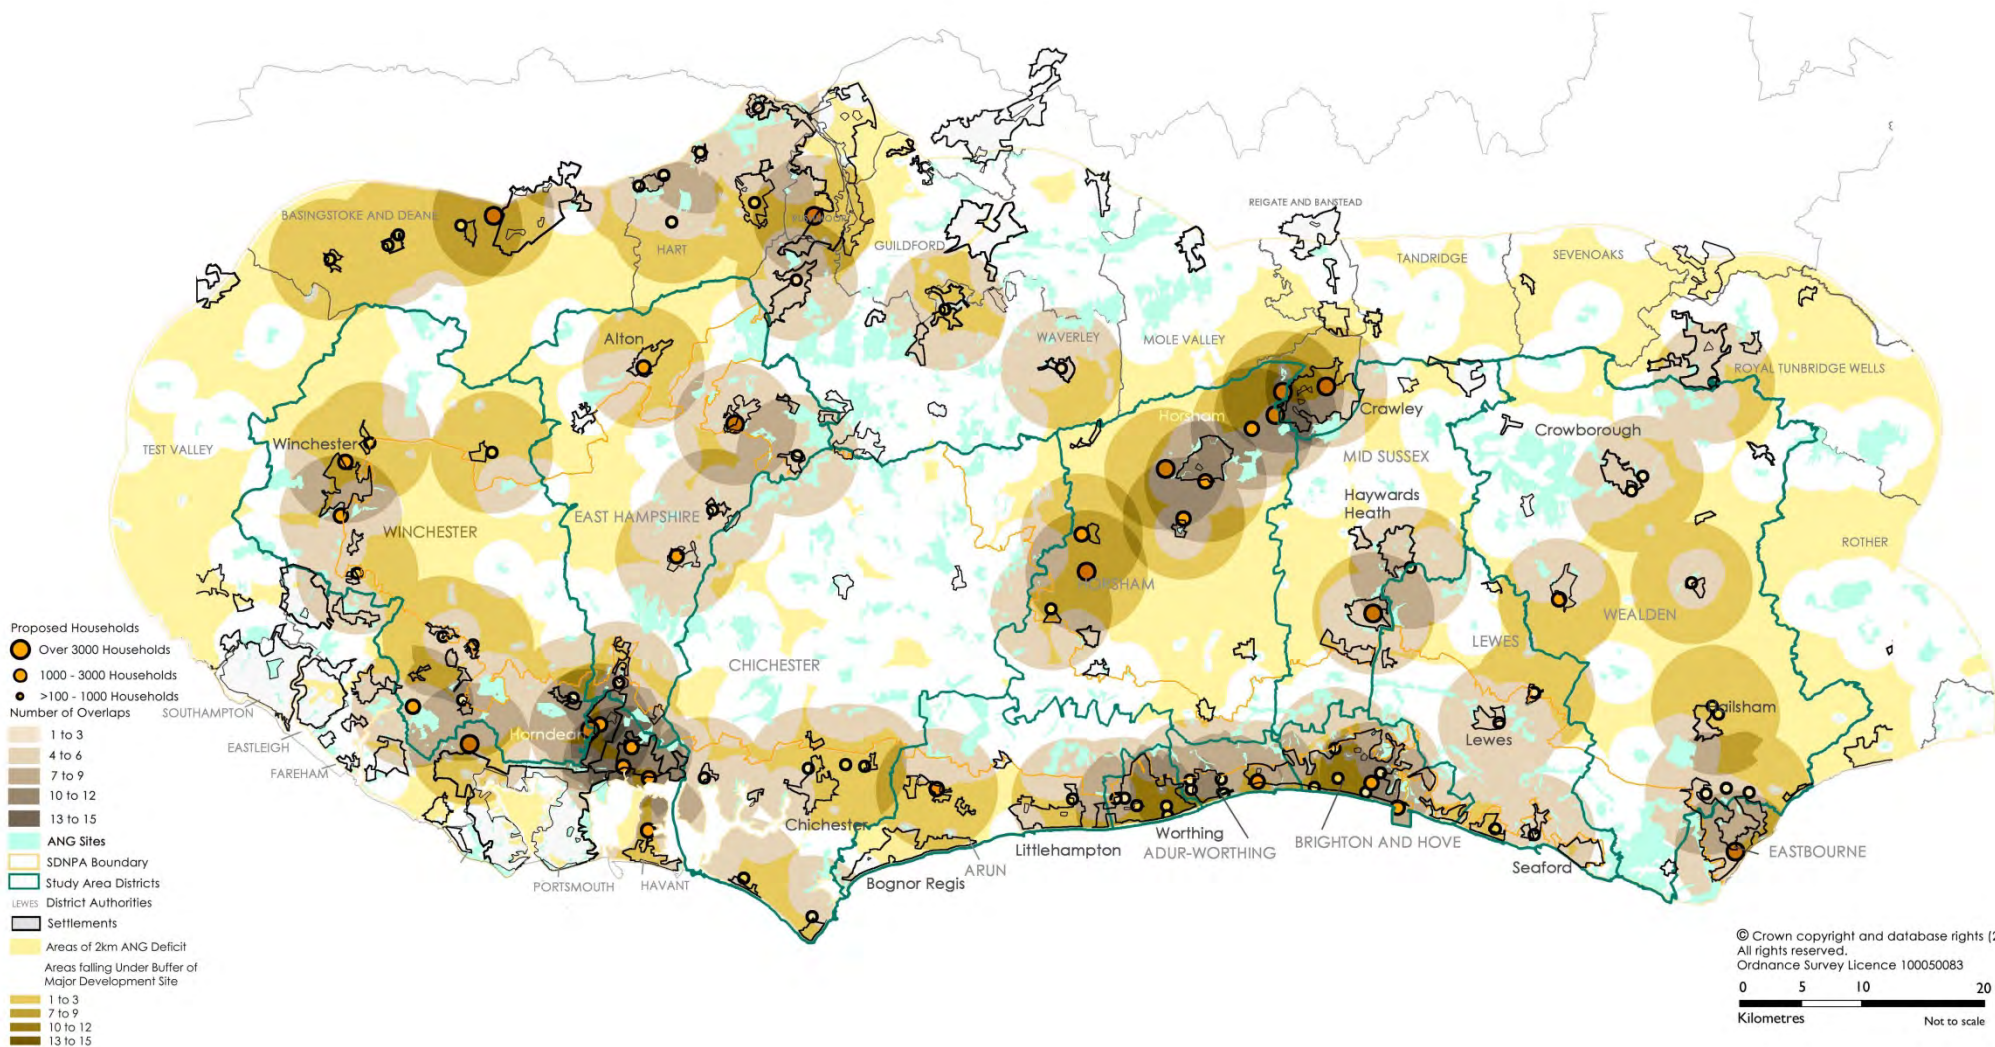 REIGATE AND BANSTEAD
BASINGSTOKE AND DEANE
RUSHMOOR
HART
GUILDFORD
TANDRIDGE
SEVENOAKS
Alton
WAVERLEY
MOLE VALLEY
ROYAL TUNBRIDGE WELLS
Horsham
Crawley
Winchester
TEST VALLEY
Crowborough
MID SUSSEX
Haywards
Heath
EAST HAMPSHIRE
WINCHESTER
ROTHER
HORSHAM
WEALDEN
LEWES
CHICHESTER
Hailsham
SOUTHAMPTON
Horndean
Lewes
EASTLEIGH
FAREHAM
Chichester
Worthing
Littlehampton
ADUR-WORTHING
BRIGHTON AND HOVE
EASTBOURNE
Seaford
ARUN
Bognor Regis
PORTSMOUTH
HAVANT
Proposed Households
Over 3000 Households
1000 - 3000 Households
>100 - 1000 Households
Number of Overlaps
1 to 3
4 to 6
7 to 9
10 to 12
13 to 15
ANG Sites
SDNPA Boundary
Study Area Districts
LEWES District Authorities
Settlements
Areas of 2km ANG Deficit
Areas falling Under Buffer of
Major Development Site
1 to 3
7 to 9
10 to 12
13 to 15
© Crown copyright and database rights (2
All rights reserved.
Ordnance Survey Licence 100050083
0 5 10 20
Kilometres
Not to scale